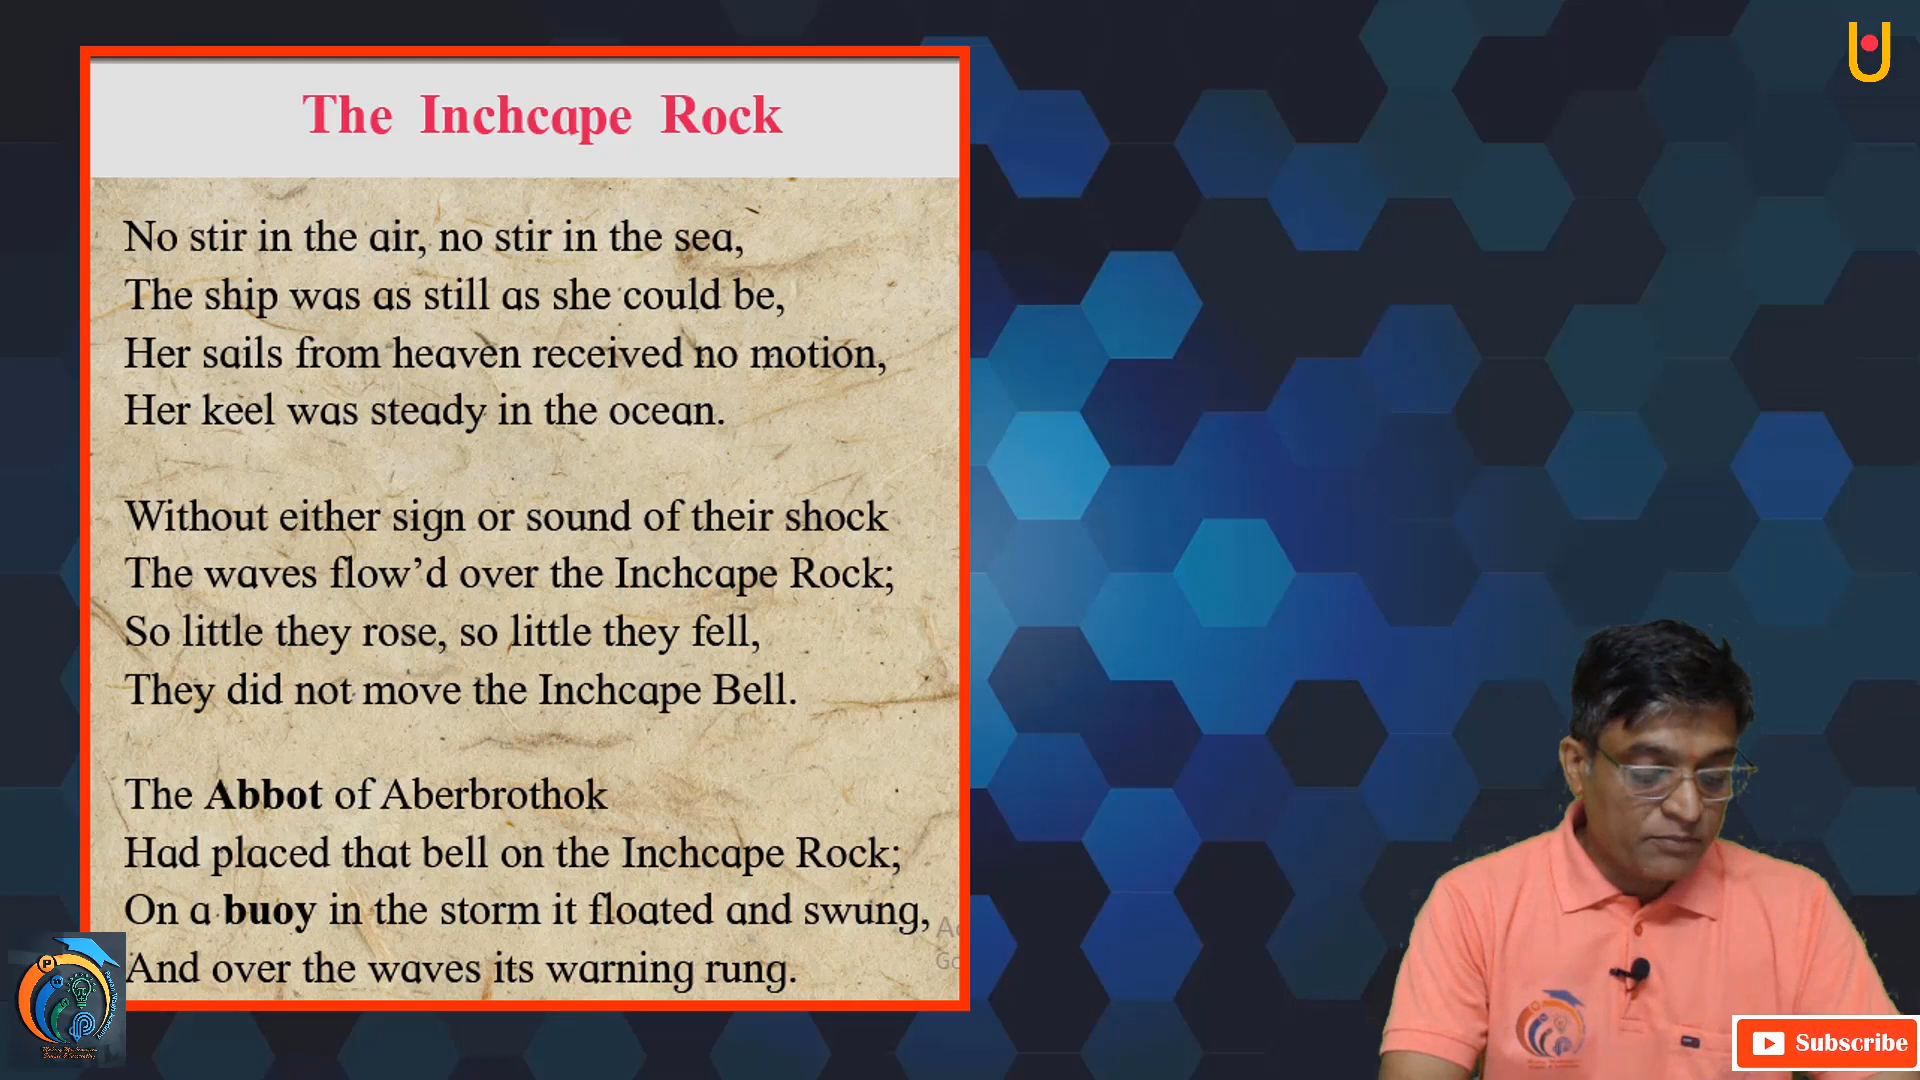 The Inchcape Rock
No stir in the air, no stir in the sea,
The ship was as still as she could be,
Her sails from heaven received no motion,
Her keel was steady in the ocean.
Without either sign or sound of their shock
The waves flow’d over the Inchcape Rock;
So little they rose, so little they fell,
They did not move the Inchcape Bell.
The Abbot of Aberbrothok
Had placed that bell on the Inchcape Rock;
On a buoy in the storm it floated and swung,
And over the waves its warning rung.
Subscribe